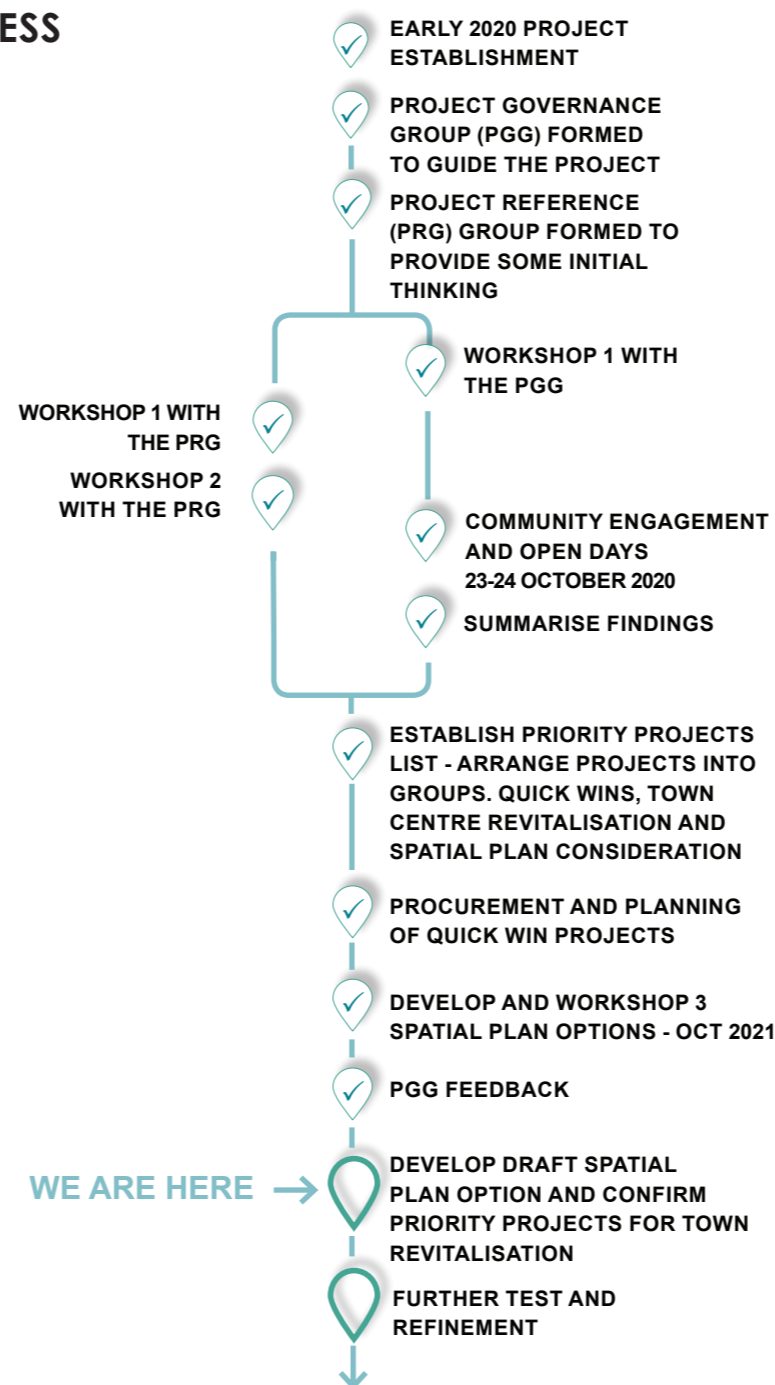 EARLY 2020 PROJECT
ESTABLISHMENT
PROJECT GOVERNANCE
GROUP (PGG) FORMED
TO GUIDE THE PROJECT
PROJECT REFERENCE
(PRG) GROUP FORMED TO
PROVIDE SOME INITIAL
THINKING
WORKSHOP 1 WITH
THE PGG
WORKSHOP 1 WITH
THE PRG
WORKSHOP 2
WITH THE PRG
COMMUNITY ENGAGEMENT
AND OPEN DAYS
23-24 OCTOBER 2020
SUMMARISE FINDINGS
ESTABLISH PRIORITY PROJECTS
LIST - ARRANGE PROJECTS INTO
GROUPS. QUICK WINS, TOWN
CENTRE REVITALISATION AND
SPATIAL PLAN CONSIDERATION
PROCUREMENT AND PLANNING
OF QUICK WIN PROJECTS
DEVELOP AND WORKSHOP 3
SPATIAL PLAN OPTIONS - OCT 2021
PGG FEEDBACK
WE ARE HERE
DEVELOP DRAFT SPATIAL
PLAN OPTION AND CONFIRM
PRIORITY PROJECTS FOR TOWN
REVITALISATION
FURTHER TEST AND
REFINEMENT